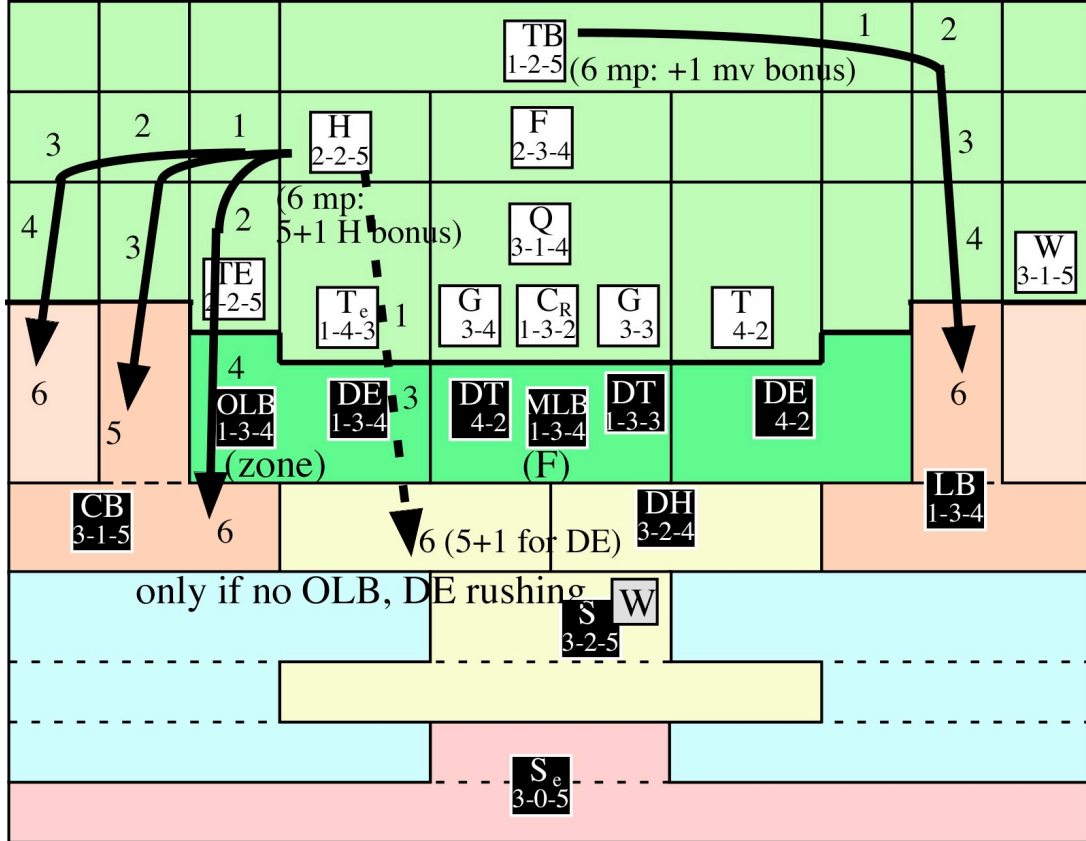 1 2
TB
1-2-5
(6 mp: +1 mv bonus)
3 2 1
H
2-2-5
F
2-3-4
3
(6 mp:
5+1 H bonus)
4 3 2
Q
3-1-4
4
W
3-1-5
TE
2-2-5
Te
1-4-3
1
G
3-4
CR
1-3-2
G
3-3
T
4-2
6 5 4
OLB
1-3-4
DE
1-3-4
3
DT
4-2
MLB
1-3-4
DT
1-3-3
DE
4-2
6
(zone) (F)
CB
3-1-5
6
6 (5+1 for DE)
DH
3-2-4
LB
1-3-4
only if no OLB, DE rushing
S
3-2-5
W
Se
3-0-5